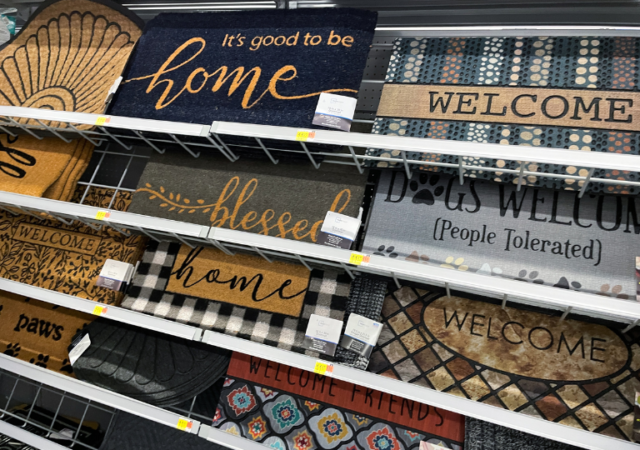 It's good to be
home
WELCOME
blessed
DOGS WELCOME
(People Tolerated)
WELCOME
home
WELCOME
paws
WELCOME FRIENDS